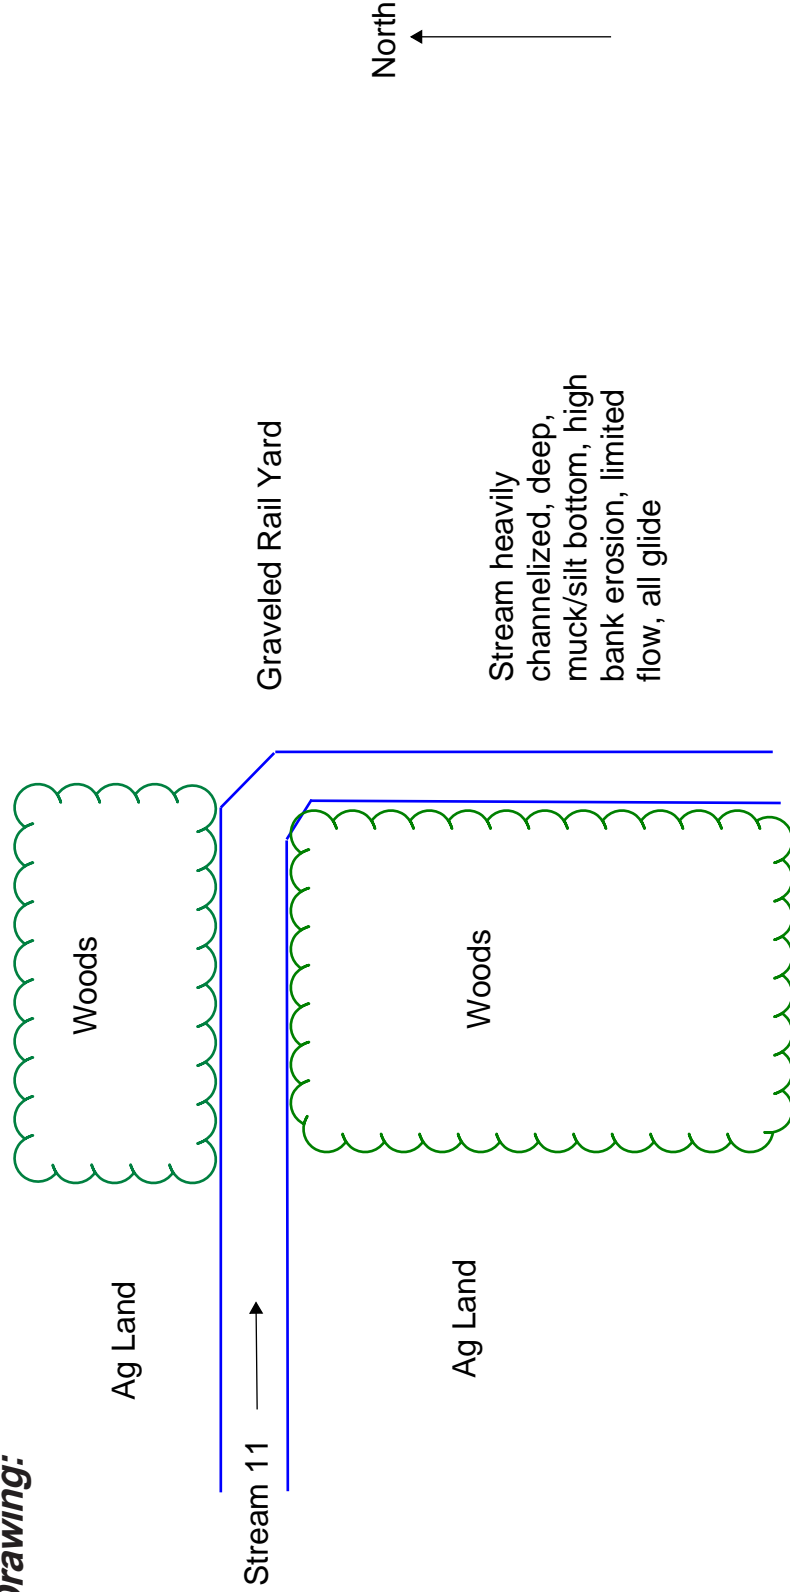 Drawing:
North
Woods
Graveled Rail Yard
Ag Land
Stream 11
Woods
Ag Land
Stream heavily
channelized, deep,
muck/silt bottom, high
bank erosion, limited
flow, all glide